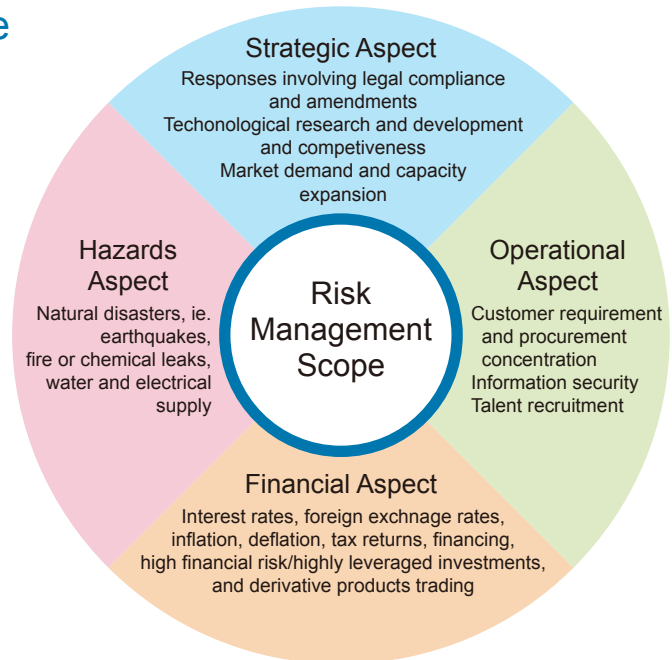 e
Strategic Aspect
Responses involving legal compliance
and amendments
Techonological research and development
and competiveness
Market demand and capacity
expansion
Hazards
Aspect
Natural disasters, ie.
earthquakes,
fire or chemical leaks,
water and electrical
supply
Risk
Management
Scope
Operational
Aspect
Customer requirement
and procurement
concentration
Information security
Talent recruitment
Financial Aspect
Interest rates, foreign exchnage rates,
inflation, deflation, tax returns, financing,
high financial risk/highly leveraged investments,
and derivative products trading